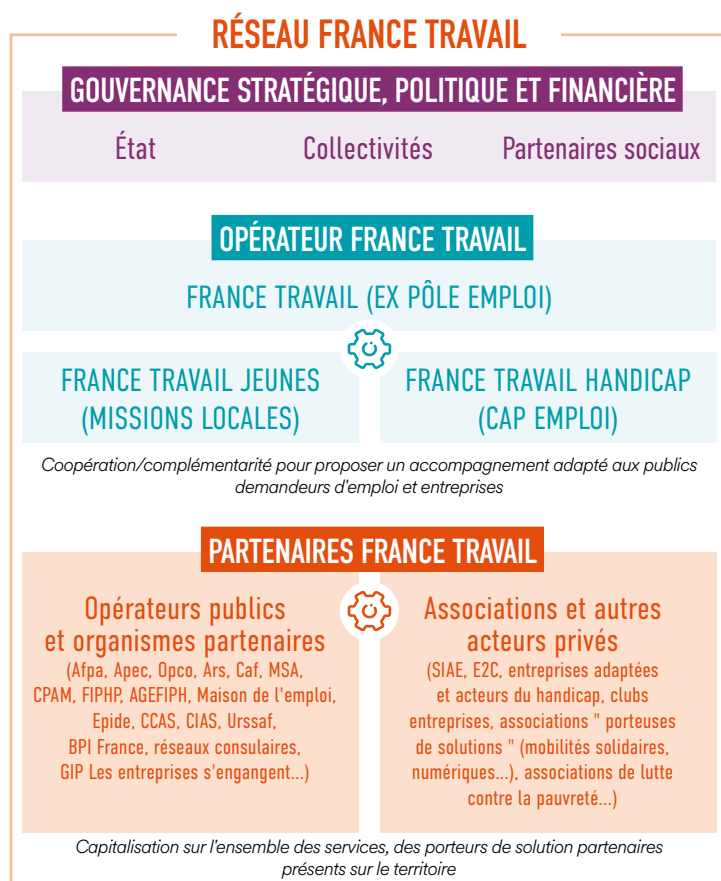 RÉSEAU FRANCE TRAVAIL
GOUVERNANCE STRATÉGIQUE, POLITIQUE ET FINANCIÈRE
État
Collectivités
Partenaires sociaux
OPÉRATEUR FRANCE TRAVAIL
FRANCE TRAVAIL (EX PÔLE EMPLOI)
FRANCE TRAVAIL JEUNES
(MISSIONS LOCALES)
FRANCE TRAVAIL HANDICAP
(CAP EMPLOI)
Coopération/complémentarité pour proposer un accompagnement adapté aux publics
demandeurs d'emploi et entreprises
PARTENAIRES FRANCE TRAVAIL
Opérateurs publics
et organismes partenaires
(Afpa, Apec, Opco, Ars, Caf, MSA,
CPAM, FIPHP, AGEFIPH, Maison de l'emploi,
Epide, CCAS, CIAS, Urssaf,
BPI France, réseaux consulaires,
GIP Les entreprises s'engangent...)
Associations et autres
acteurs privés
(SIAE, E2C, entreprises adaptées
et acteurs du handicap, clubs
entreprises, associations " porteuses
de solutions " (mobilités solidaires,
numériques...), associations de lutte
contre la pauvreté...)
Capitalisation sur l'ensemble des services, des porteurs de solution partenaires
présents sur le territoire